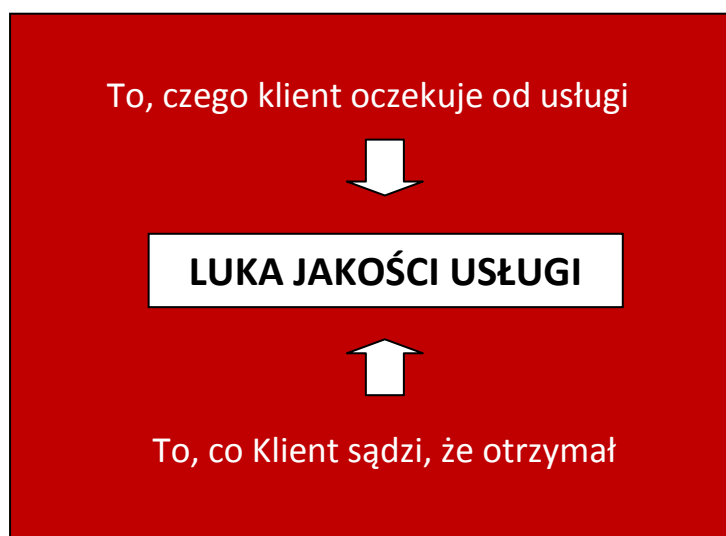 To, czego klient oczekuje od usługi
LUKA JAKOŚCI USŁUGI
To, co Klient sądzi, że otrzymał